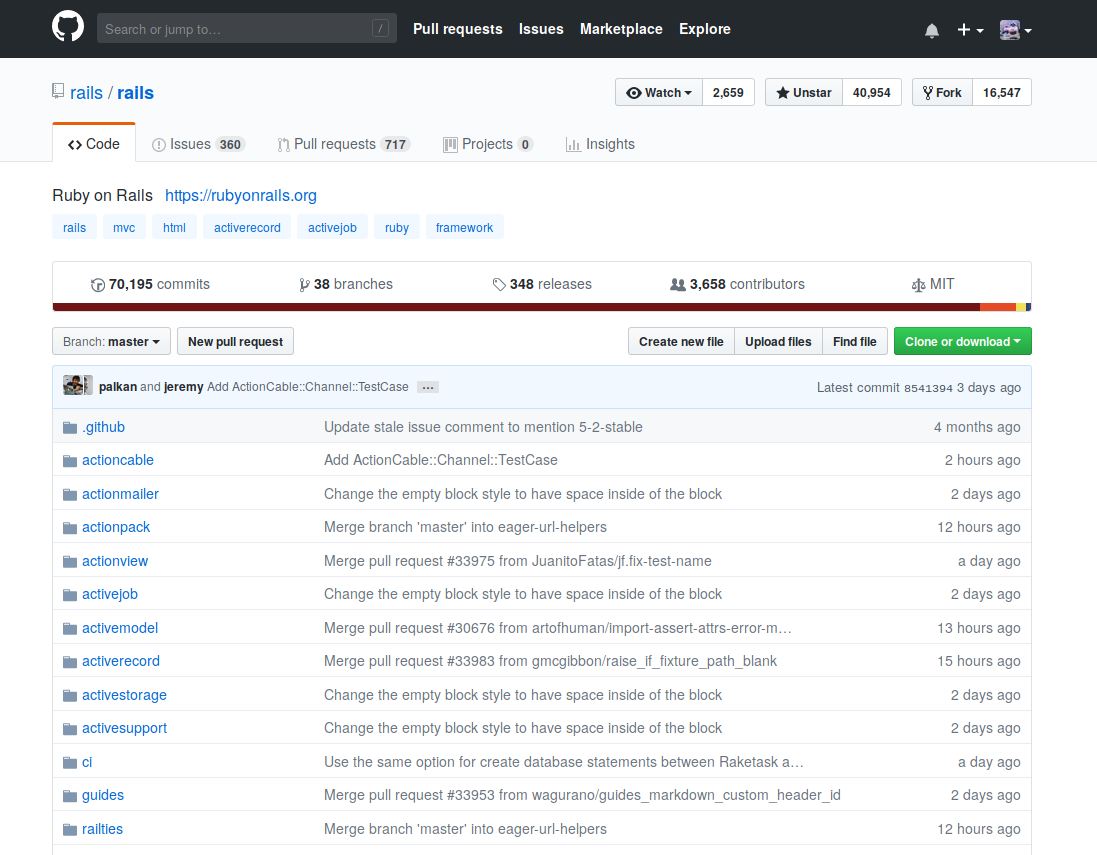 Search or jump to… / Pull requests Issues Marketplace Explore
rails / rails Watch 2,659 Unstar 40,954 Fork 16,547
Code Issues 360 Pull requests 717 Projects 0 Insights
Ruby on Rails https://rubyonrails.org
rails mvc html activerecord activejob ruby framework
70,195 commits 38 branches 348 releases 3,658 contributors MIT
Branch: master New pull request Create new file Upload files Find file Clone or download
palkan and jeremy Add ActionCable::Channel::TestCase … Latest commit 8541394 3 days ago
.github Update stale issue comment to mention 5-2-stable 4 months ago
actioncable Add ActionCable::Channel::TestCase 2 hours ago
actionmailer Change the empty block style to have space inside of the block 2 days ago
actionpack Merge branch 'master' into eager-url-helpers 12 hours ago
actionview Merge pull request #33975 from JuanitoFatas/jf.fix-test-name a day ago
activejob Change the empty block style to have space inside of the block 2 days ago
activemodel Merge pull request #30676 from artofhuman/import-assert-attrs-error-m… 13 hours ago
activerecord Merge pull request #33983 from gmcgibbon/raise_if_fixture_path_blank 15 hours ago
activestorage Change the empty block style to have space inside of the block 2 days ago
activesupport Change the empty block style to have space inside of the block 2 days ago
ci Use the same option for create database statements between Raketask a… a day ago
guides Merge pull request #33953 from wagurano/guides_markdown_custom_header_id 2 days ago
railties Merge branch 'master' into eager-url-helpers 12 hours ago